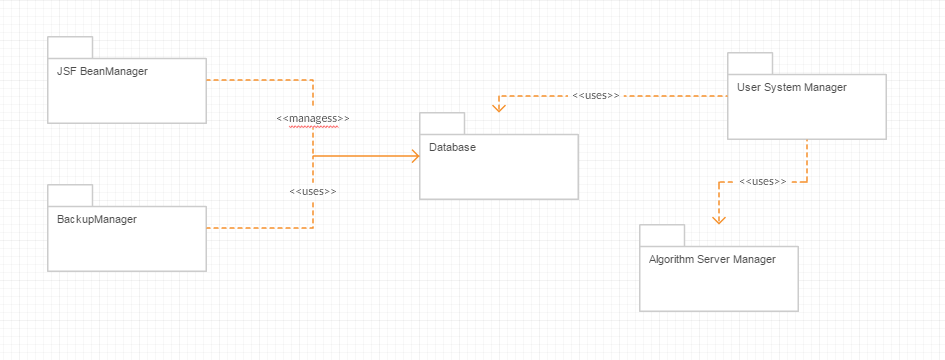 JSF BeanManager
User System Manager
<<uses>>
<<managess>>
Database
<<uses>>
<<uses>>
BackupManager
Algorithm Server Manager